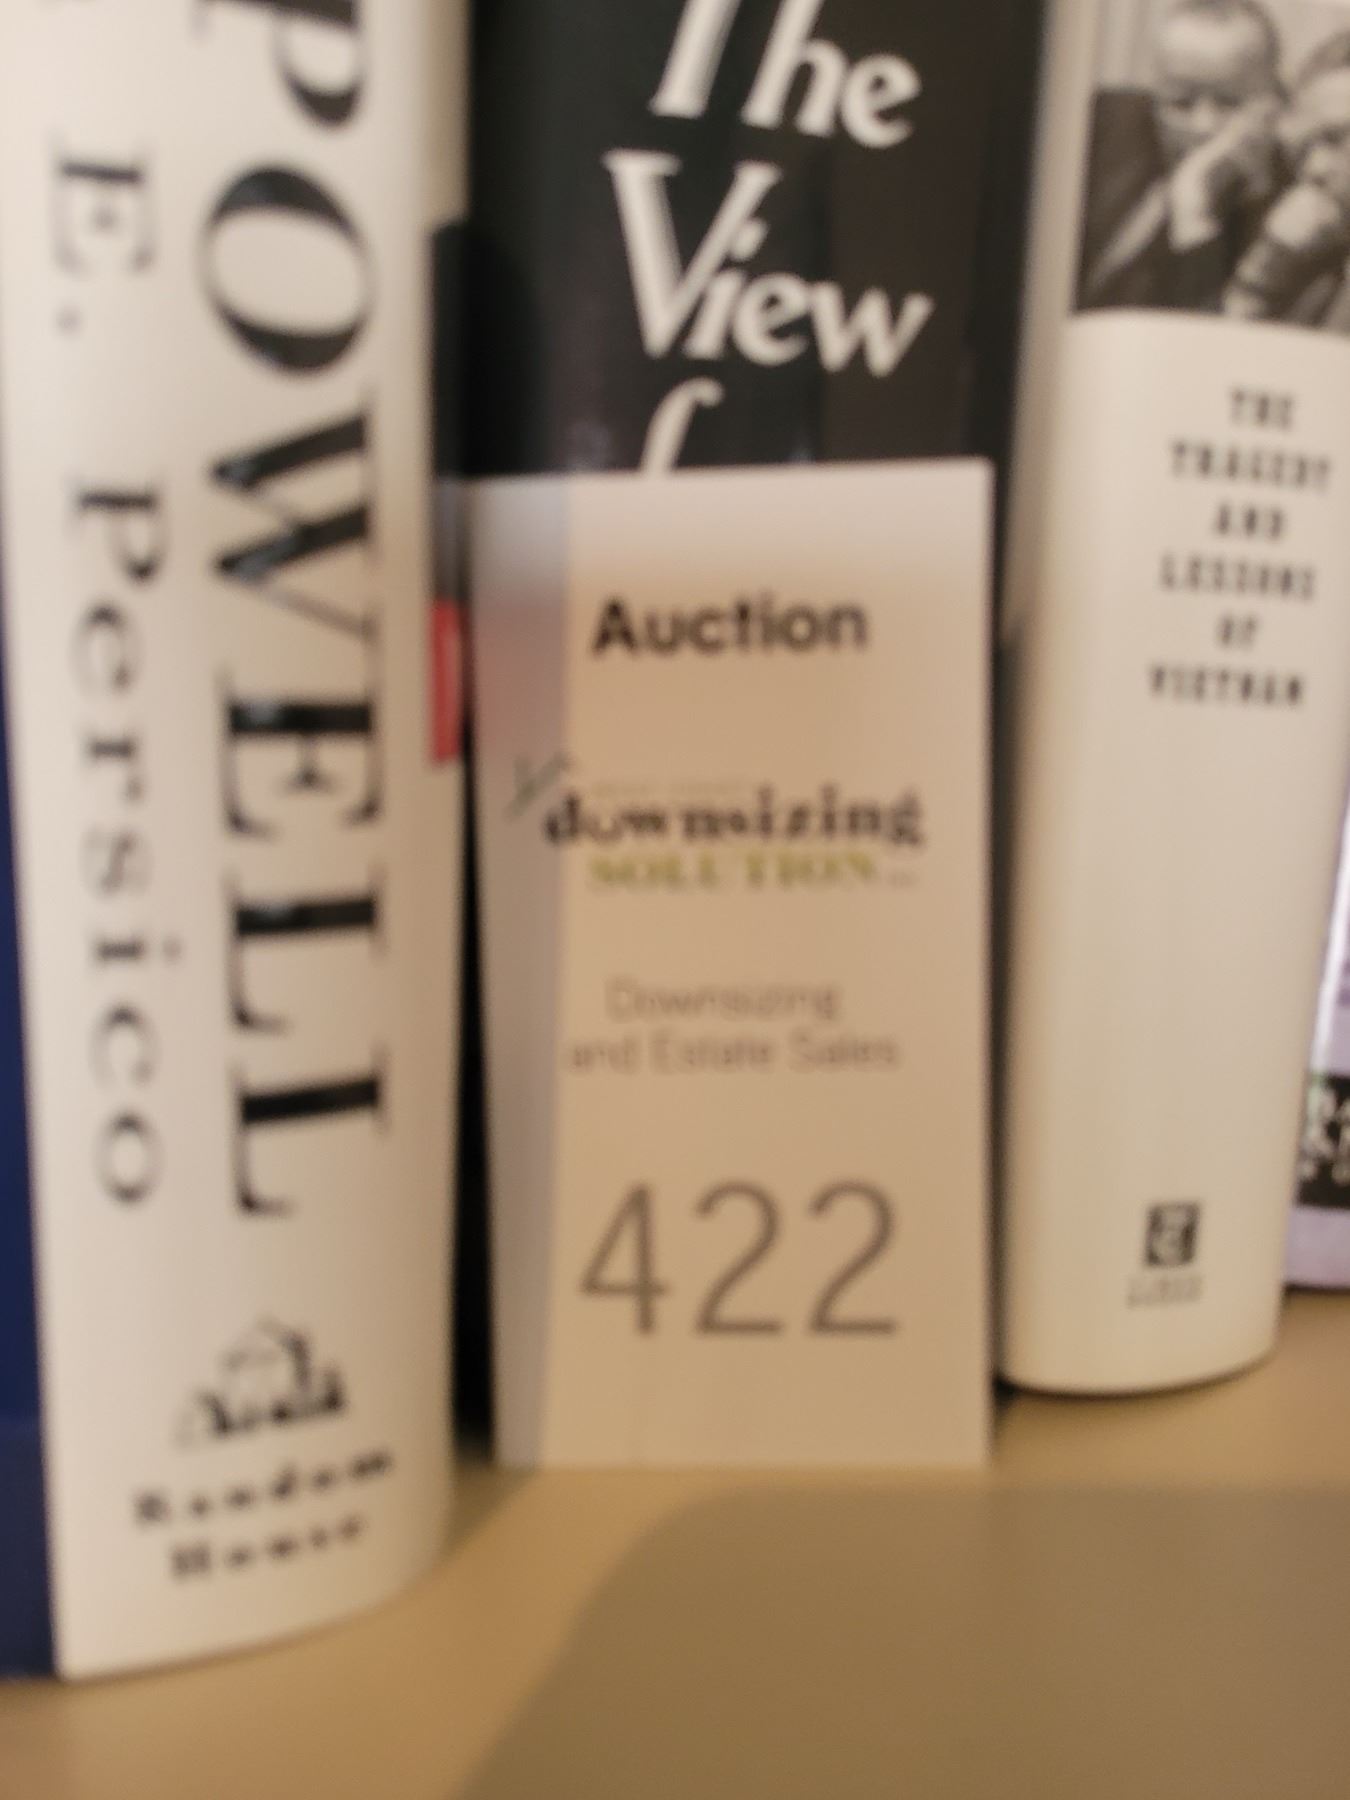 POWELL
E. Persico
Random
House
The
View
f
Auction
downsizing
SOLUTION
Downsizing
and Estate Sales
422
THE
TRAGEDY
AND
LESSONS
OF
VIETNAM